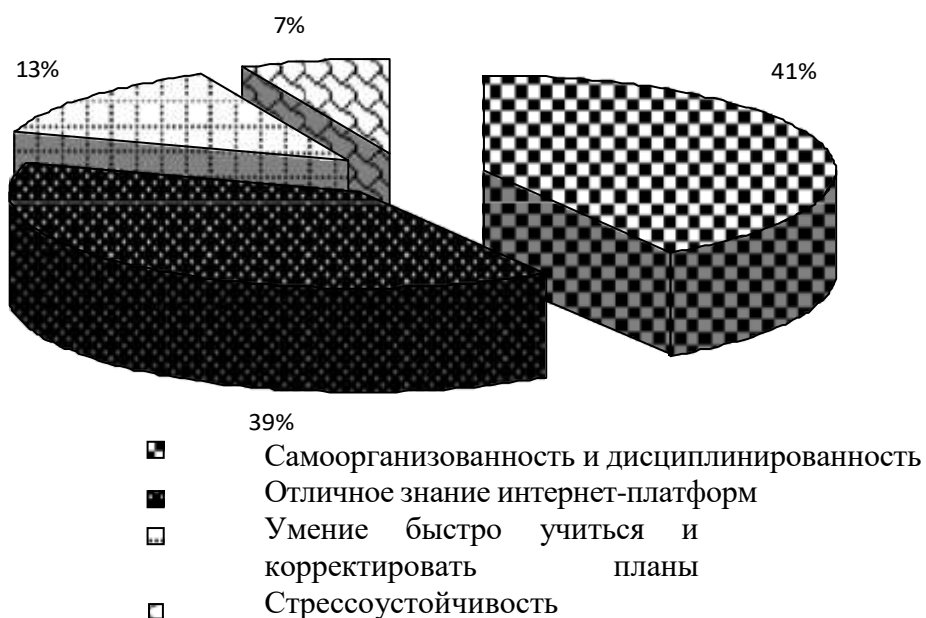 7%
13%
41%
39%
Самоорганизованность и дисциплинированность
Отличное знание интернет-платформ
Умение быстро учиться и
корректировать планы
Стрессоустойчивость